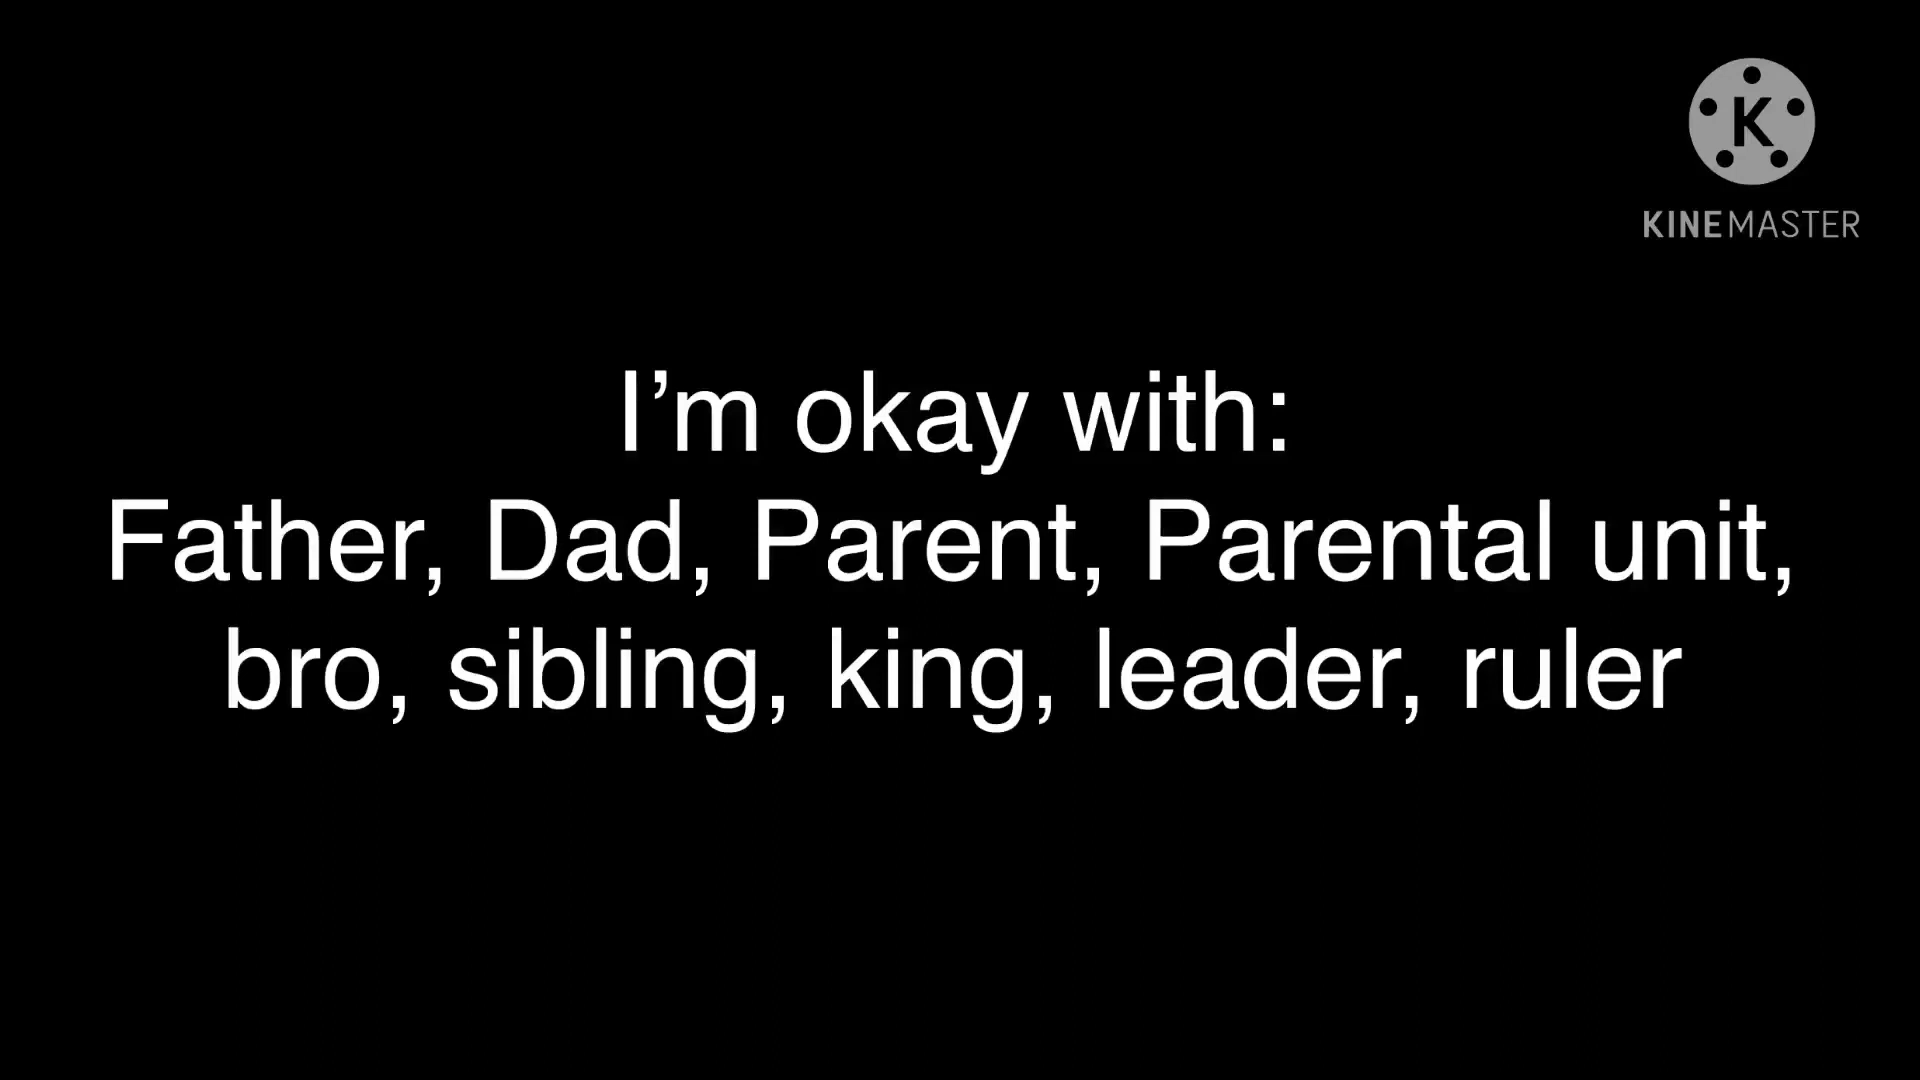 K
KINEMASTER
I’m okay with:
Father, Dad, Parent, Parental unit,
bro, sibling, king, leader, ruler